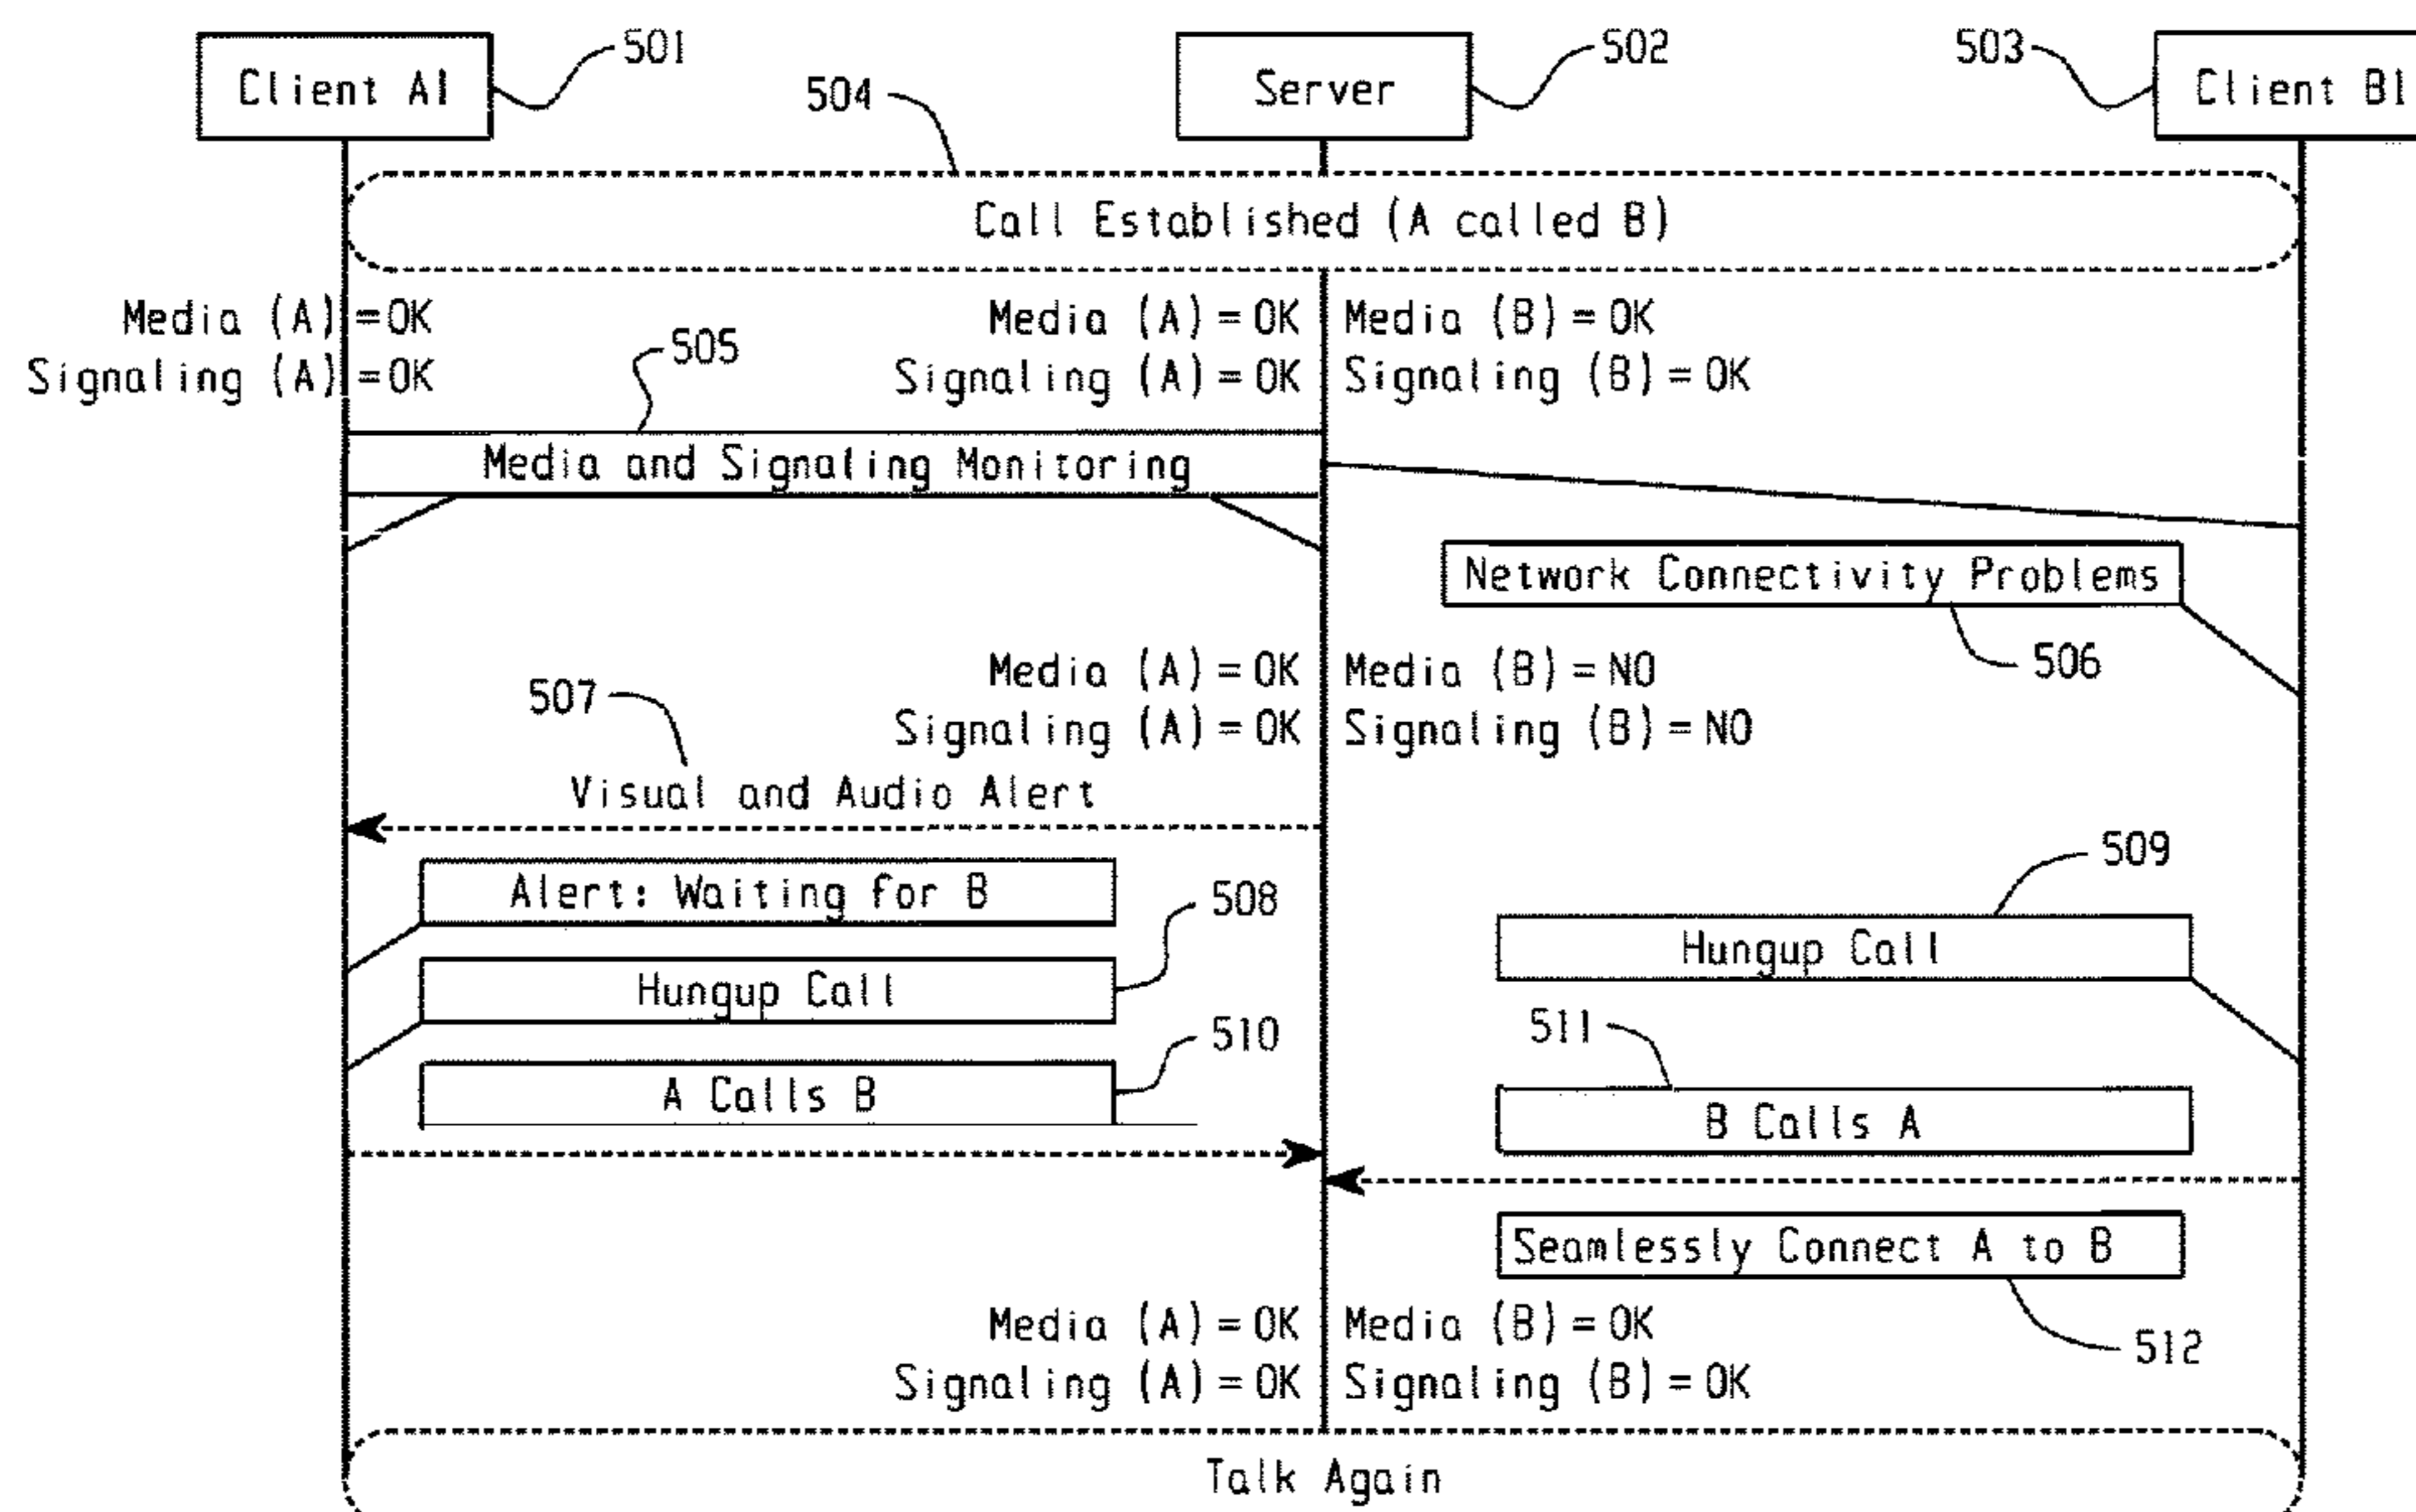 Client A1
501
Server
502
503
Client B1
504
Call Established (A called B)
Media (A)=OK
Signaling (A)=OK
505
Media (A)=OK
Signaling (A)=OK
Media (B)=OK
Signaling (B)=OK
Media and Signaling Monitoring
Network Connectivity Problems
506
Media (A)=OK
Signaling (A)=OK
Media (B)=NO
Signaling (B)=NO
507
Visual and Audio Alert
Alert: Waiting for B
508
509
Hungup Call
Hungup Call
510
511
A Calls B
B Calls A
Seamlessly Connect A to B
512
Media (A)=OK
Signaling (A)=OK
Media (B)=OK
Signaling (B)=OK
Talk Again